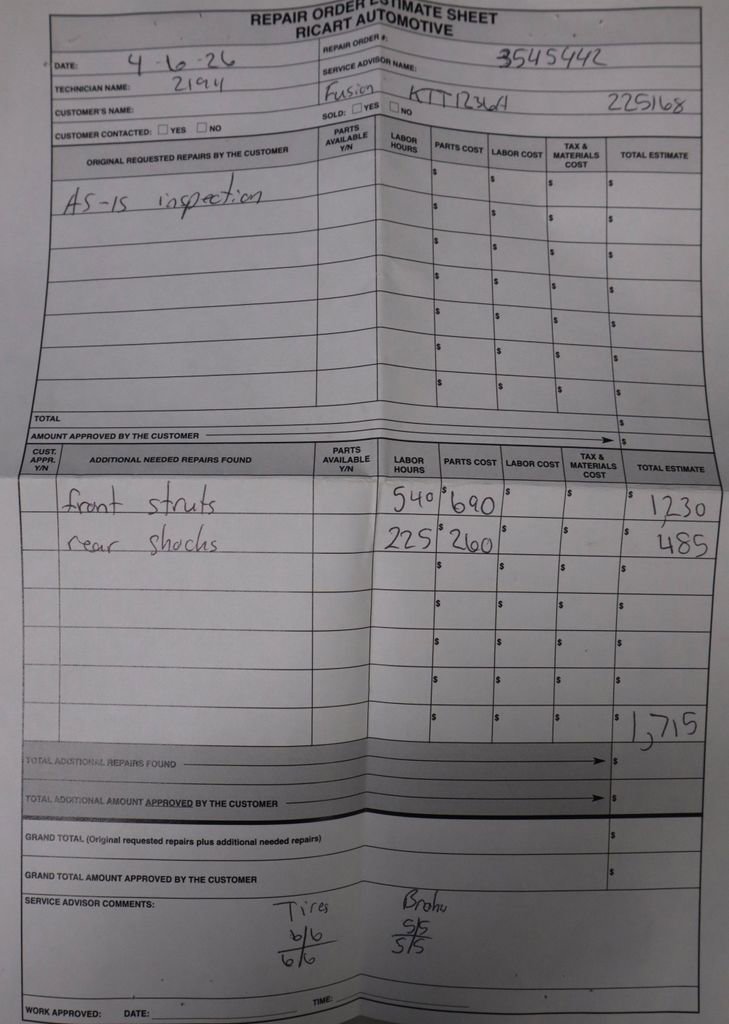 REPAIR ORDER ESTIMATE SHEET
RICART AUTOMOTIVE
DATE: 4-6-26 REPAIR ORDER #: 3545442
TECHNICIAN NAME: 2194 SERVICE ADVISOR NAME:
CUSTOMER'S NAME: Fusion KTT1236A 225168
CUSTOMER CONTACTED: ☐ YES ☐ NO SOLD: ☐ YES ☐ NO
ORIGINAL REQUESTED REPAIRS BY THE CUSTOMER PARTS AVAILABLE Y/N LABOR HOURS PARTS COST LABOR COST TAX & MATERIALS COST TOTAL ESTIMATE
$ $ $ $
AS-IS inspection $ $ $ $
$ $ $ $
$ $ $ $
$ $ $ $
$ $ $ $
$ $ $ $
TOTAL $
AMOUNT APPROVED BY THE CUSTOMER $
CUST. APPR. Y/N ADDITIONAL NEEDED REPAIRS FOUND PARTS AVAILABLE Y/N LABOR HOURS PARTS COST LABOR COST TAX & MATERIALS COST TOTAL ESTIMATE
front struts 540 $690 $ $ $1,230
rear shocks 225 $260 $ $ $485
$ $ $ $
$ $ $ $
$ $ $ $
$ $ $ $
$ $ $ $1,715
TOTAL ADDITIONAL REPAIRS FOUND $
TOTAL ADDITIONAL AMOUNT APPROVED BY THE CUSTOMER $
GRAND TOTAL (Original requested repairs plus additional needed repairs) $
GRAND TOTAL AMOUNT APPROVED BY THE CUSTOMER $
SERVICE ADVISOR COMMENTS: Tires
6/6 5/5
6/6 5/5
WORK APPROVED: DATE: TIME: